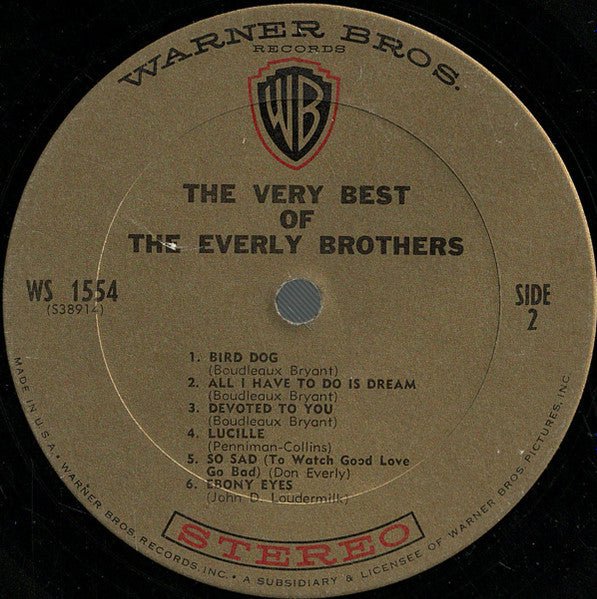 WARNER BROS.
RECORDS
WB
THE VERY BEST
OF
THE EVERLY BROTHERS
WS 1554
(S38914)
SIDE
2
1. BIRD DOG
(Boudleaux Bryant)
2. ALL I HAVE TO DO IS DREAM
(Boudleaux Bryant)
3. DEVOTED TO YOU
(Boudleaux Bryant)
4. LUCILLE
(Penniman-Collins)
5. SO SAD (To Watch Good Love
Go Bad) (Don Everly)
6. EBONY EYES
(John D. Loudermilk)
STEREO
MADE IN U.S.A. • WARNER BROS. RECORDS, INC. • A SUBSIDIARY & LICENSEE OF WARNER BROS. PICTURES, INC.